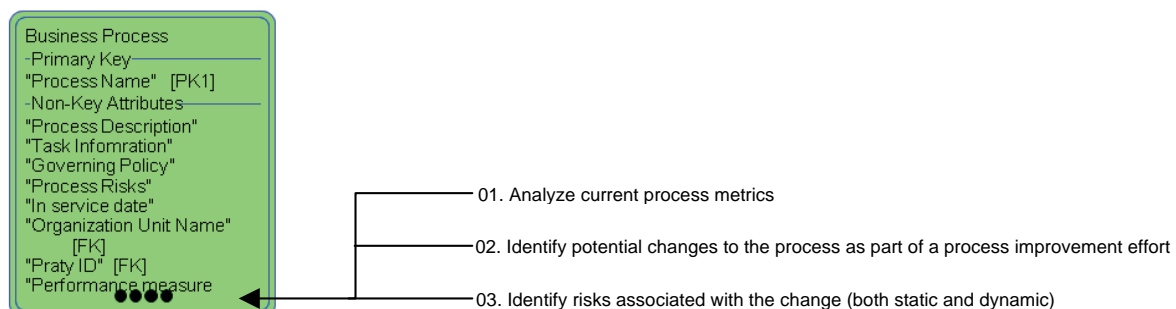 Business Process
-Primary Key
"Process Name" [PK1]
-Non-Key Attributes
"Process Description"
"Task Infomration"
"Governing Policy"
"Process Risks"
"In service date"
"Organization Unit Name"
[FK]
"Praty ID" [FK]
"Performance measure
01. Analyze current process metrics
02. Identify potential changes to the process as part of a process improvement effort
03. Identify risks associated with the change (both static and dynamic)